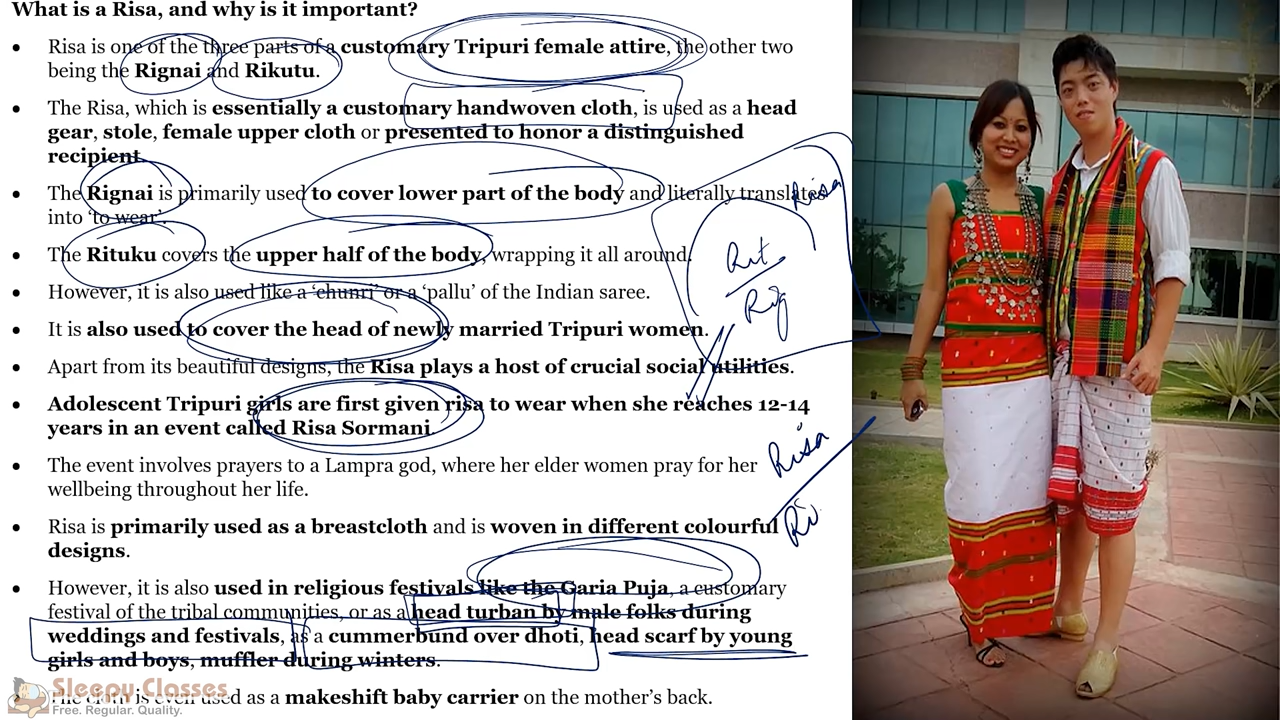 What is a Risa, and why is it important?
• Risa is one of the three parts of a customary Tripuri female attire, the other two
being the Rignai and Rikutu.
• The Risa, which is essentially a customary handwoven cloth, is used as a head
gear, stole, female upper cloth or presented to honor a distinguished
recipient.
• The Rignai is primarily used to cover lower part of the body and literally translates
into ‘to wear’.
Risa
• The Rituku covers the upper half of the body, wrapping it all around.
Rit
• However, it is also used like a ‘chunri’ or a ‘pallu’ of the Indian saree.
Rig
• It is also used to cover the head of newly married Tripuri women.
• Apart from its beautiful designs, the Risa plays a host of crucial social utilities.
• Adolescent Tripuri girls are first given risa to wear when she reaches 12-14
years in an event called Risa Sormani.
Risa
• The event involves prayers to a Lampra god, where her elder women pray for her
wellbeing throughout her life.
• Risa is primarily used as a breastcloth and is woven in different colourful
designs.
Ri
• However, it is also used in religious festivals like the Garia Puja, a customary
festival of the tribal communities, or as a head turban by male folks during
weddings and festivals, as a cummerbund over dhoti, head scarf by young
girls and boys, muffler during winters.
• The cloth is even used as a makeshift baby carrier on the mother’s back.
Sleepy Classes
Free. Regular. Quality.